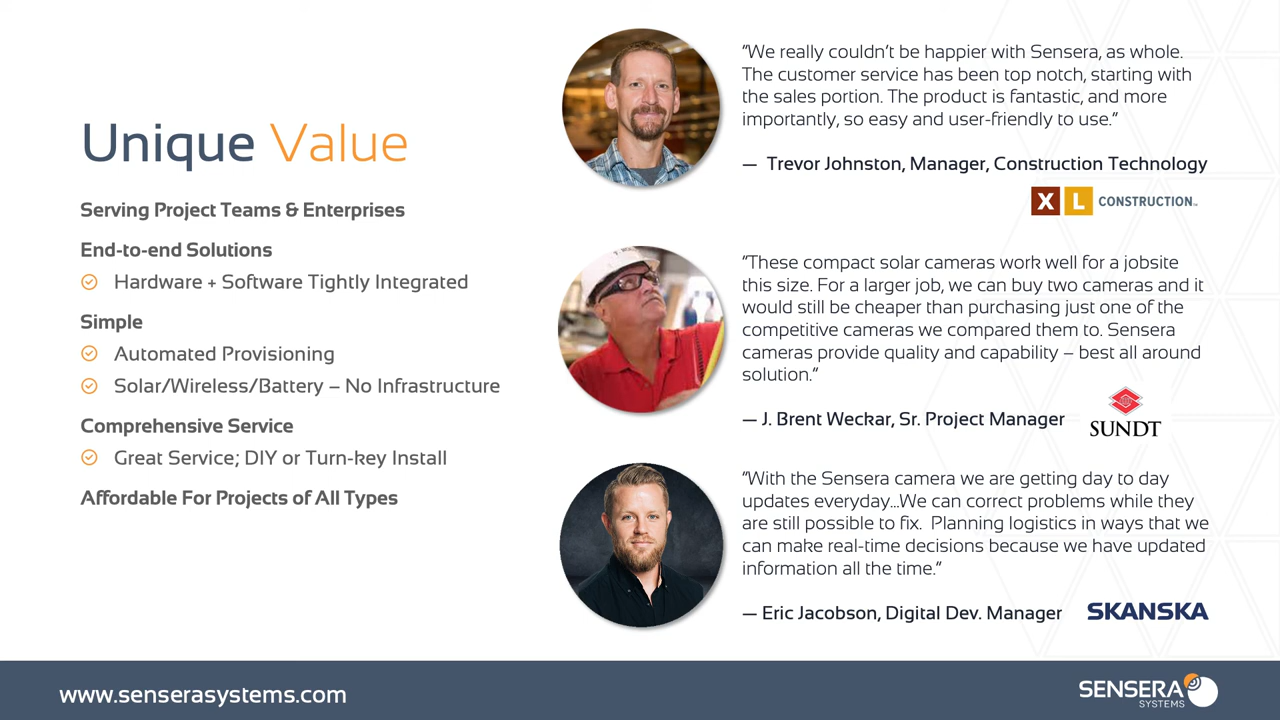 Unique Value
Serving Project Teams & Enterprises
End-to-end Solutions
Hardware + Software Tightly Integrated
Simple
Automated Provisioning
Solar/Wireless/Battery – No Infrastructure
Comprehensive Service
Great Service; DIY or Turn-key Install
Affordable For Projects of All Types
"We really couldn't be happier with Sensera, as whole.
The customer service has been top notch, starting with
the sales portion. The product is fantastic, and more
importantly, so easy and user-friendly to use."
— Trevor Johnston, Manager, Construction Technology
X L CONSTRUCTION
"These compact solar cameras work well for a jobsite
this size. For a larger job, we can buy two cameras and it
would still be cheaper than purchasing just one of the
competitive cameras we compared them to. Sensera
cameras provide quality and capability – best all around
solution."
— J. Brent Weckar, Sr. Project Manager
SUNDT
"With the Sensera camera we are getting day to day
updates everyday...We can correct problems while they
are still possible to fix. Planning logistics in ways that we
can make real-time decisions because we have updated
information all the time."
— Eric Jacobson, Digital Dev. Manager
SKANSKA
www.senserasystems.com
SENSERA
SYSTEMS